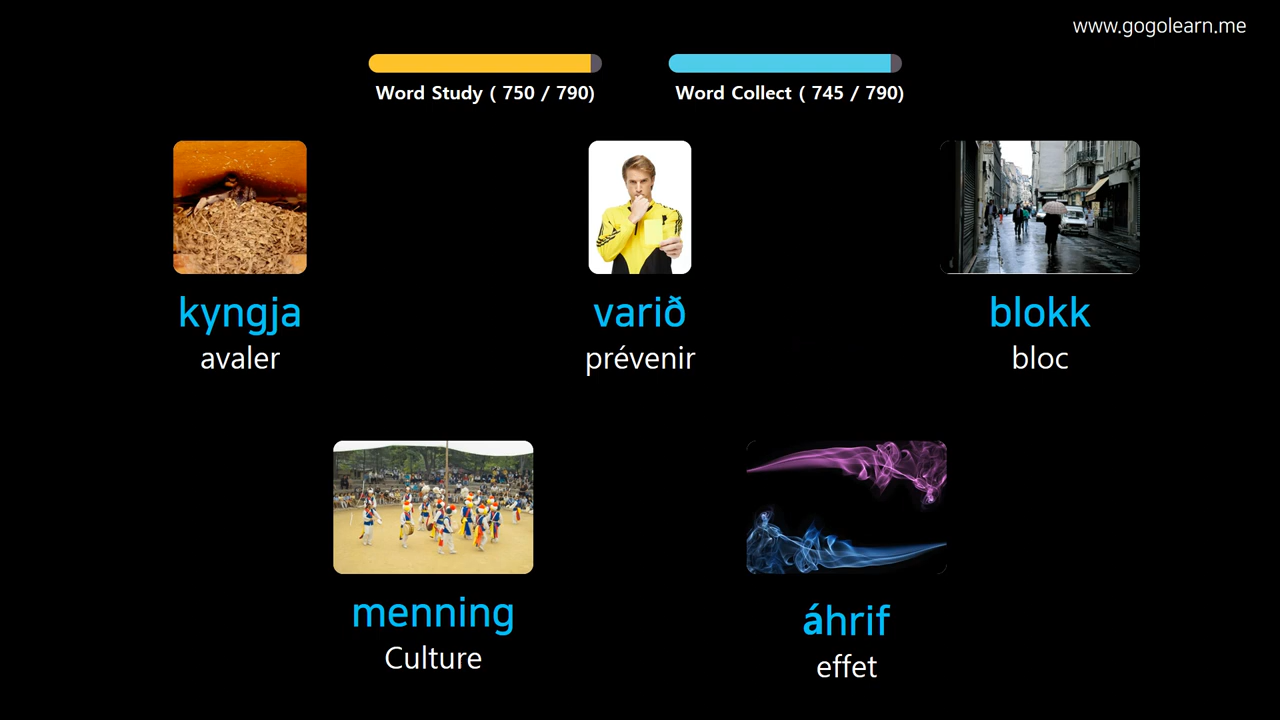 www.gogolearn.me
Word Study ( 750 / 790)
Word Collect ( 745 / 790)
kyngja
avaler
varið
prévenir
blokk
bloc
menning
Culture
áhrif
effet